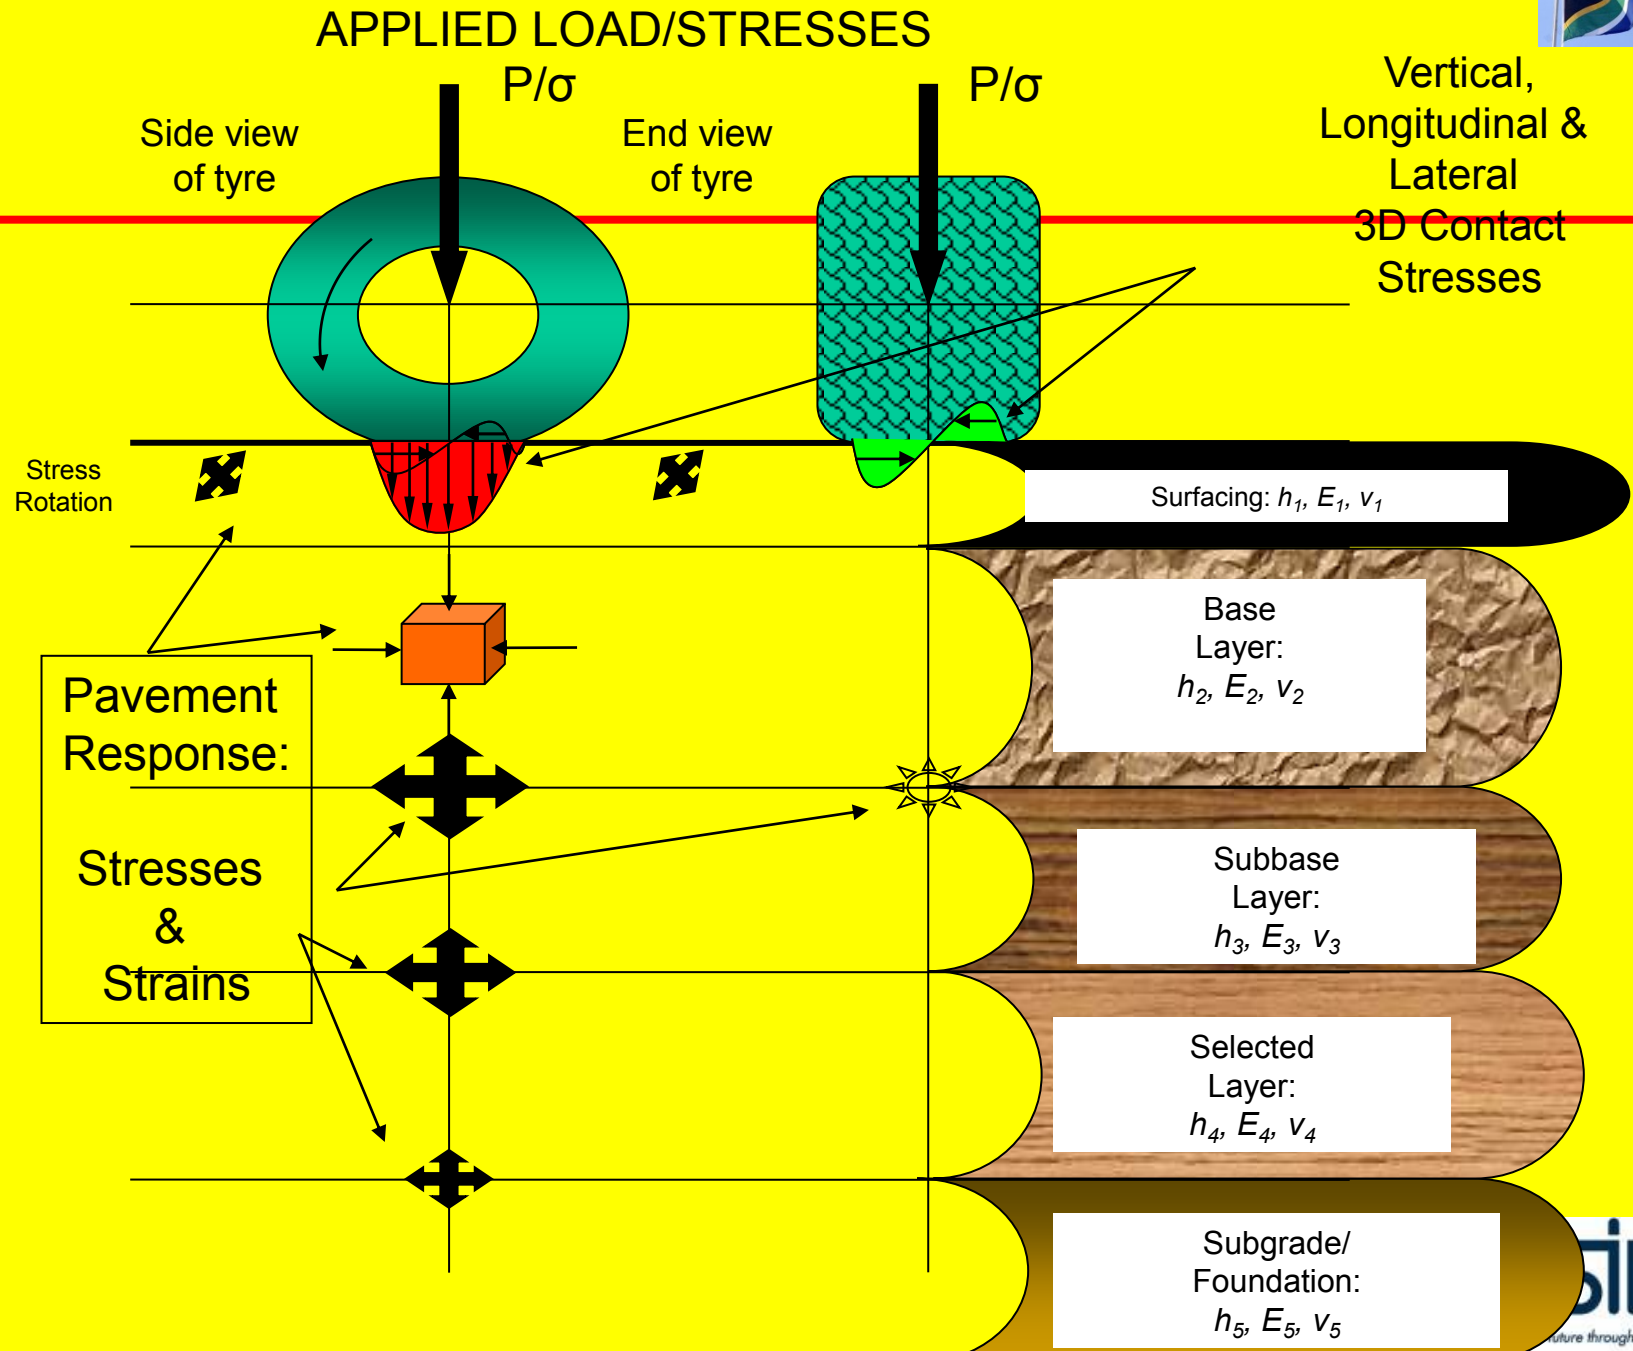 APPLIED LOAD/STRESSES
P/σ
P/σ
Side view
of tyre
End view
of tyre
Vertical,
Longitudinal &
Lateral
3D Contact
Stresses
Stress
Rotation
Surfacing: h1, E1, v1
Base
Layer:
h2, E2, v2
Pavement
Response:
Stresses
&
Strains
Subbase
Layer:
h3, E3, v3
Selected
Layer:
h4, E4, v4
Subgrade/
Foundation:
h5, E5, v5
future through